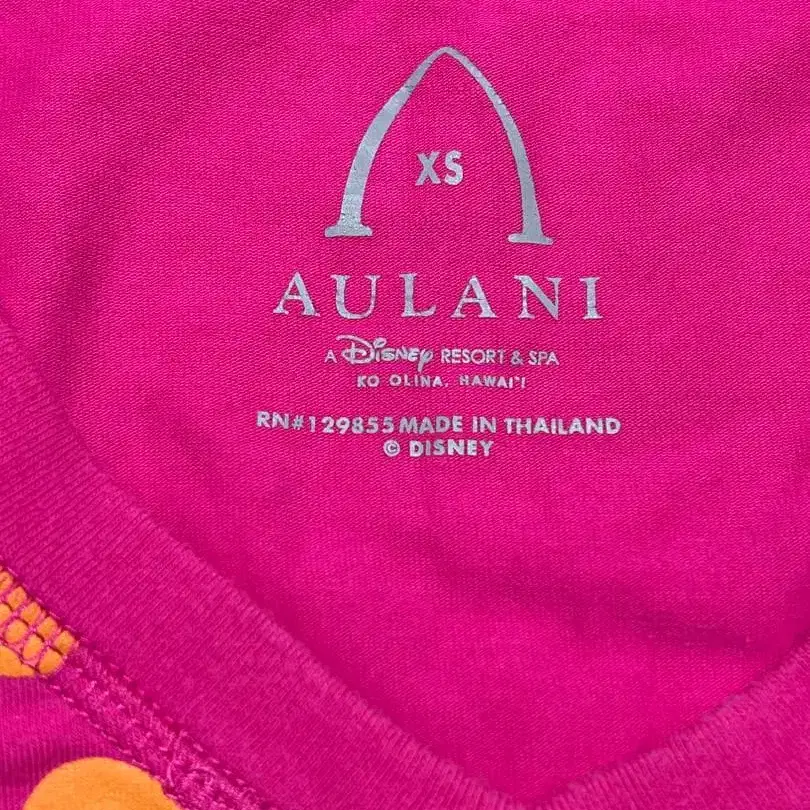 XS
AULANI
A Disney RESORT & SPA
KO OLINA, HAWAI'I
RN#129855 MADE IN THAILAND
© DISNEY